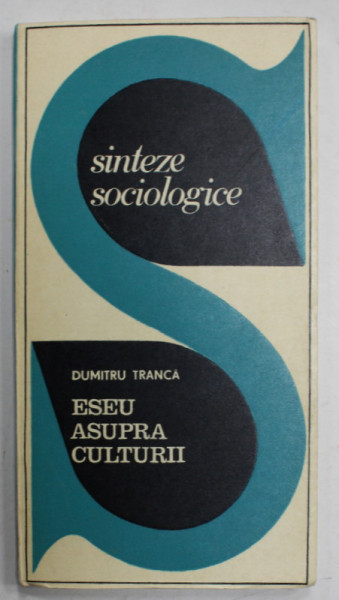 sinteze
sociologice
DUMITRU TRANCĂ
ESEU
ASUPRA
CULTURII